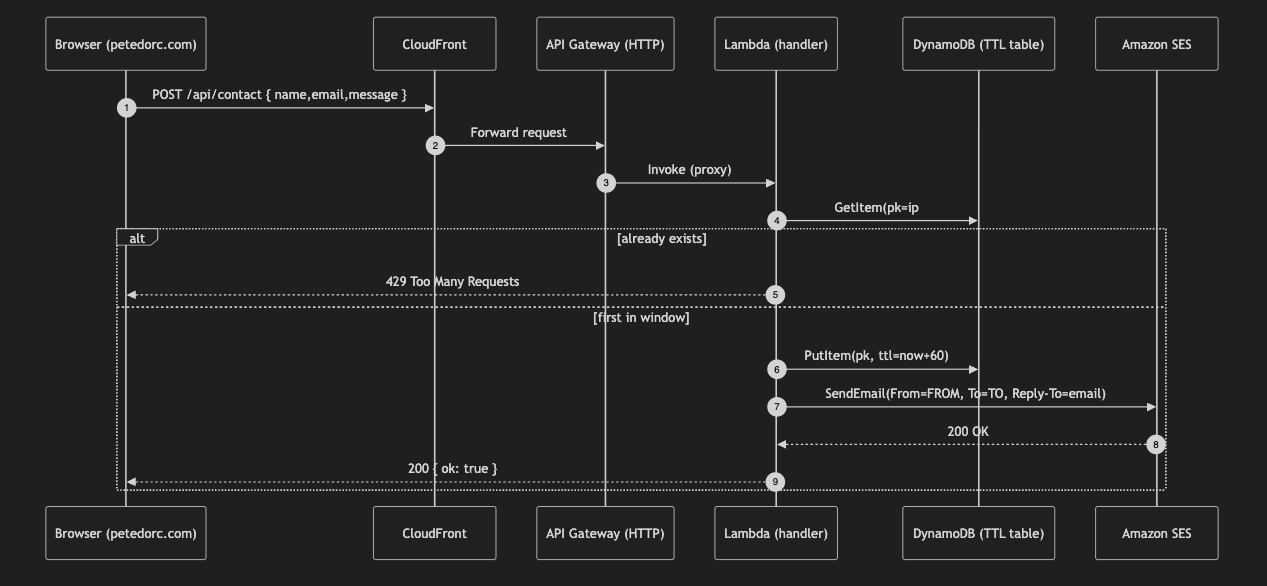 Browser (petedorc.com)
CloudFront
API Gateway (HTTP)
Lambda (handler)
DynamoDB (TTL table)
Amazon SES
POST /api/contact { name,email,message }
1
Forward request
2
Invoke (proxy)
3
GetItem(pk=ip
4
alt
[already exists]
429 Too Many Requests
5
[first in window]
PutItem(pk, ttl=now+60)
6
SendEmail(From=FROM, To=TO, Reply-To=email)
7
200 OK
8
200 { ok: true }
9
Browser (petedorc.com)
CloudFront
API Gateway (HTTP)
Lambda (handler)
DynamoDB (TTL table)
Amazon SES